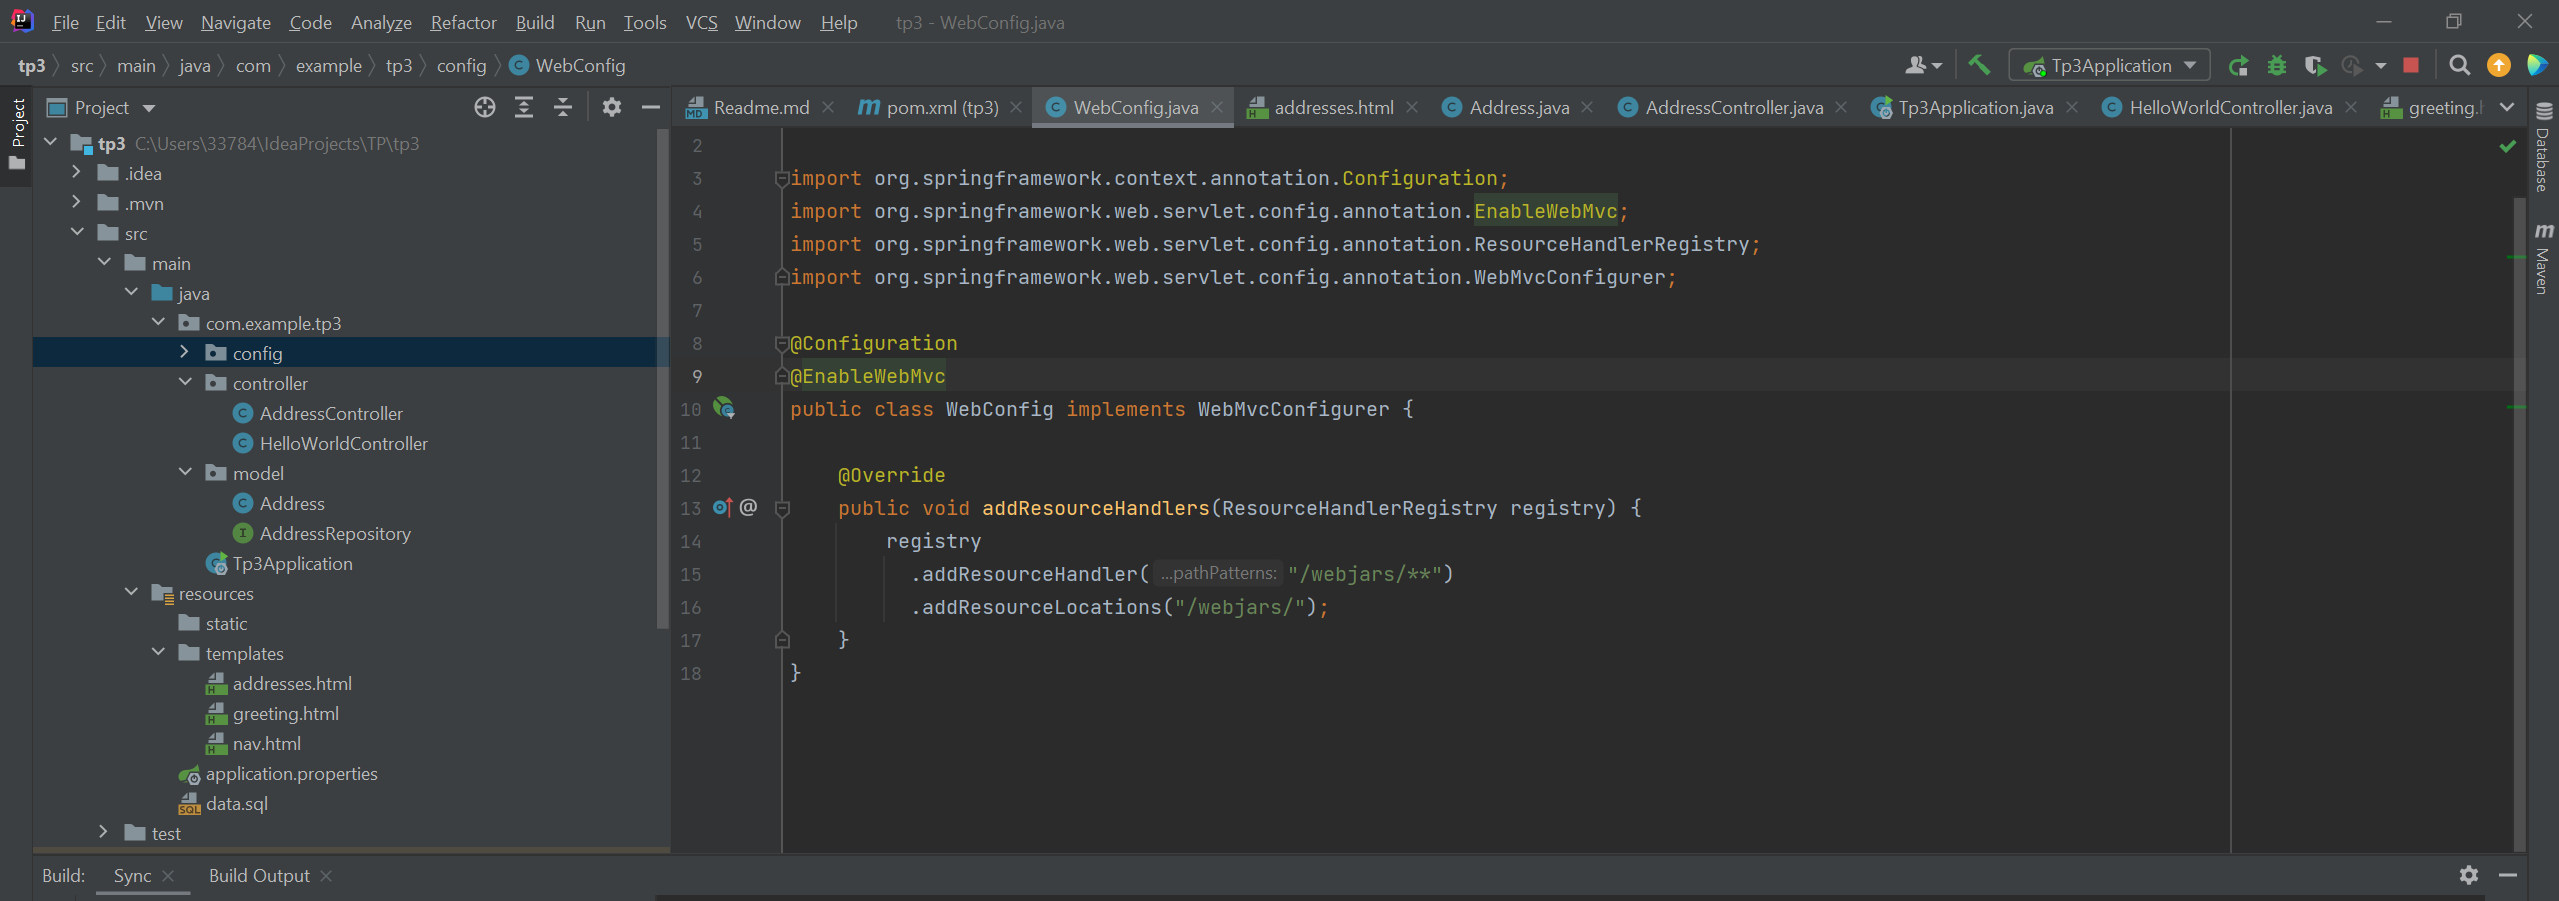 File Edit View Navigate Code Analyze Refactor Build Run Tools VCS Window Help tp3 - WebConfig.java
tp3 src main java com example tp3 config WebConfig Tp3Application
Project
Project
Readme.md pom.xml (tp3) WebConfig.java addresses.html Address.java AddressController.java Tp3Application.java HelloWorldController.java greeting.
tp3 C:\Users\33784\IdeaProjects\TP\tp3
.idea
.mvn
src
main
java
com.example.tp3
config
controller
AddressController
HelloWorldController
model
Address
AddressRepository
Tp3Application
resources
static
templates
addresses.html
greeting.html
nav.html
application.properties
data.sql
test
2
3 import org.springframework.context.annotation.Configuration;
4 import org.springframework.web.servlet.config.annotation.EnableWebMvc;
5 import org.springframework.web.servlet.config.annotation.ResourceHandlerRegistry;
6 import org.springframework.web.servlet.config.annotation.WebMvcConfigurer;
7
8 @Configuration
9 @EnableWebMvc
10 public class WebConfig implements WebMvcConfigurer {
11
12 @Override
13 @ public void addResourceHandlers(ResourceHandlerRegistry registry) {
14 registry
15 .addResourceHandler( ...pathPatterns: "/webjars/**")
16 .addResourceLocations("/webjars/");
17 }
18 }
Database
Maven
Build: Sync Build Output